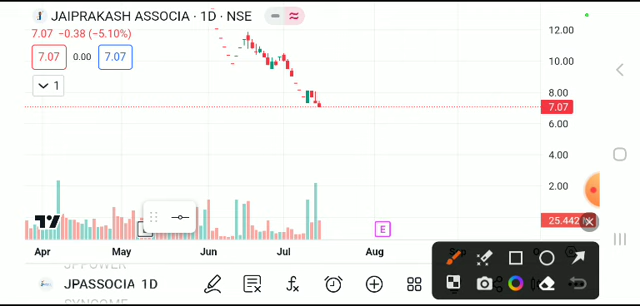 JAIPRAKASH ASSOCIA · 1D · NSE
7.07 −0.38 (−5.10%)
7.07 0.00 7.07
1
12.00
10.00
8.00
7.07
6.00
4.00
2.00
25.442
E
Apr May Jun Jul Aug
JPPOWER
JPASSOCIA 1D